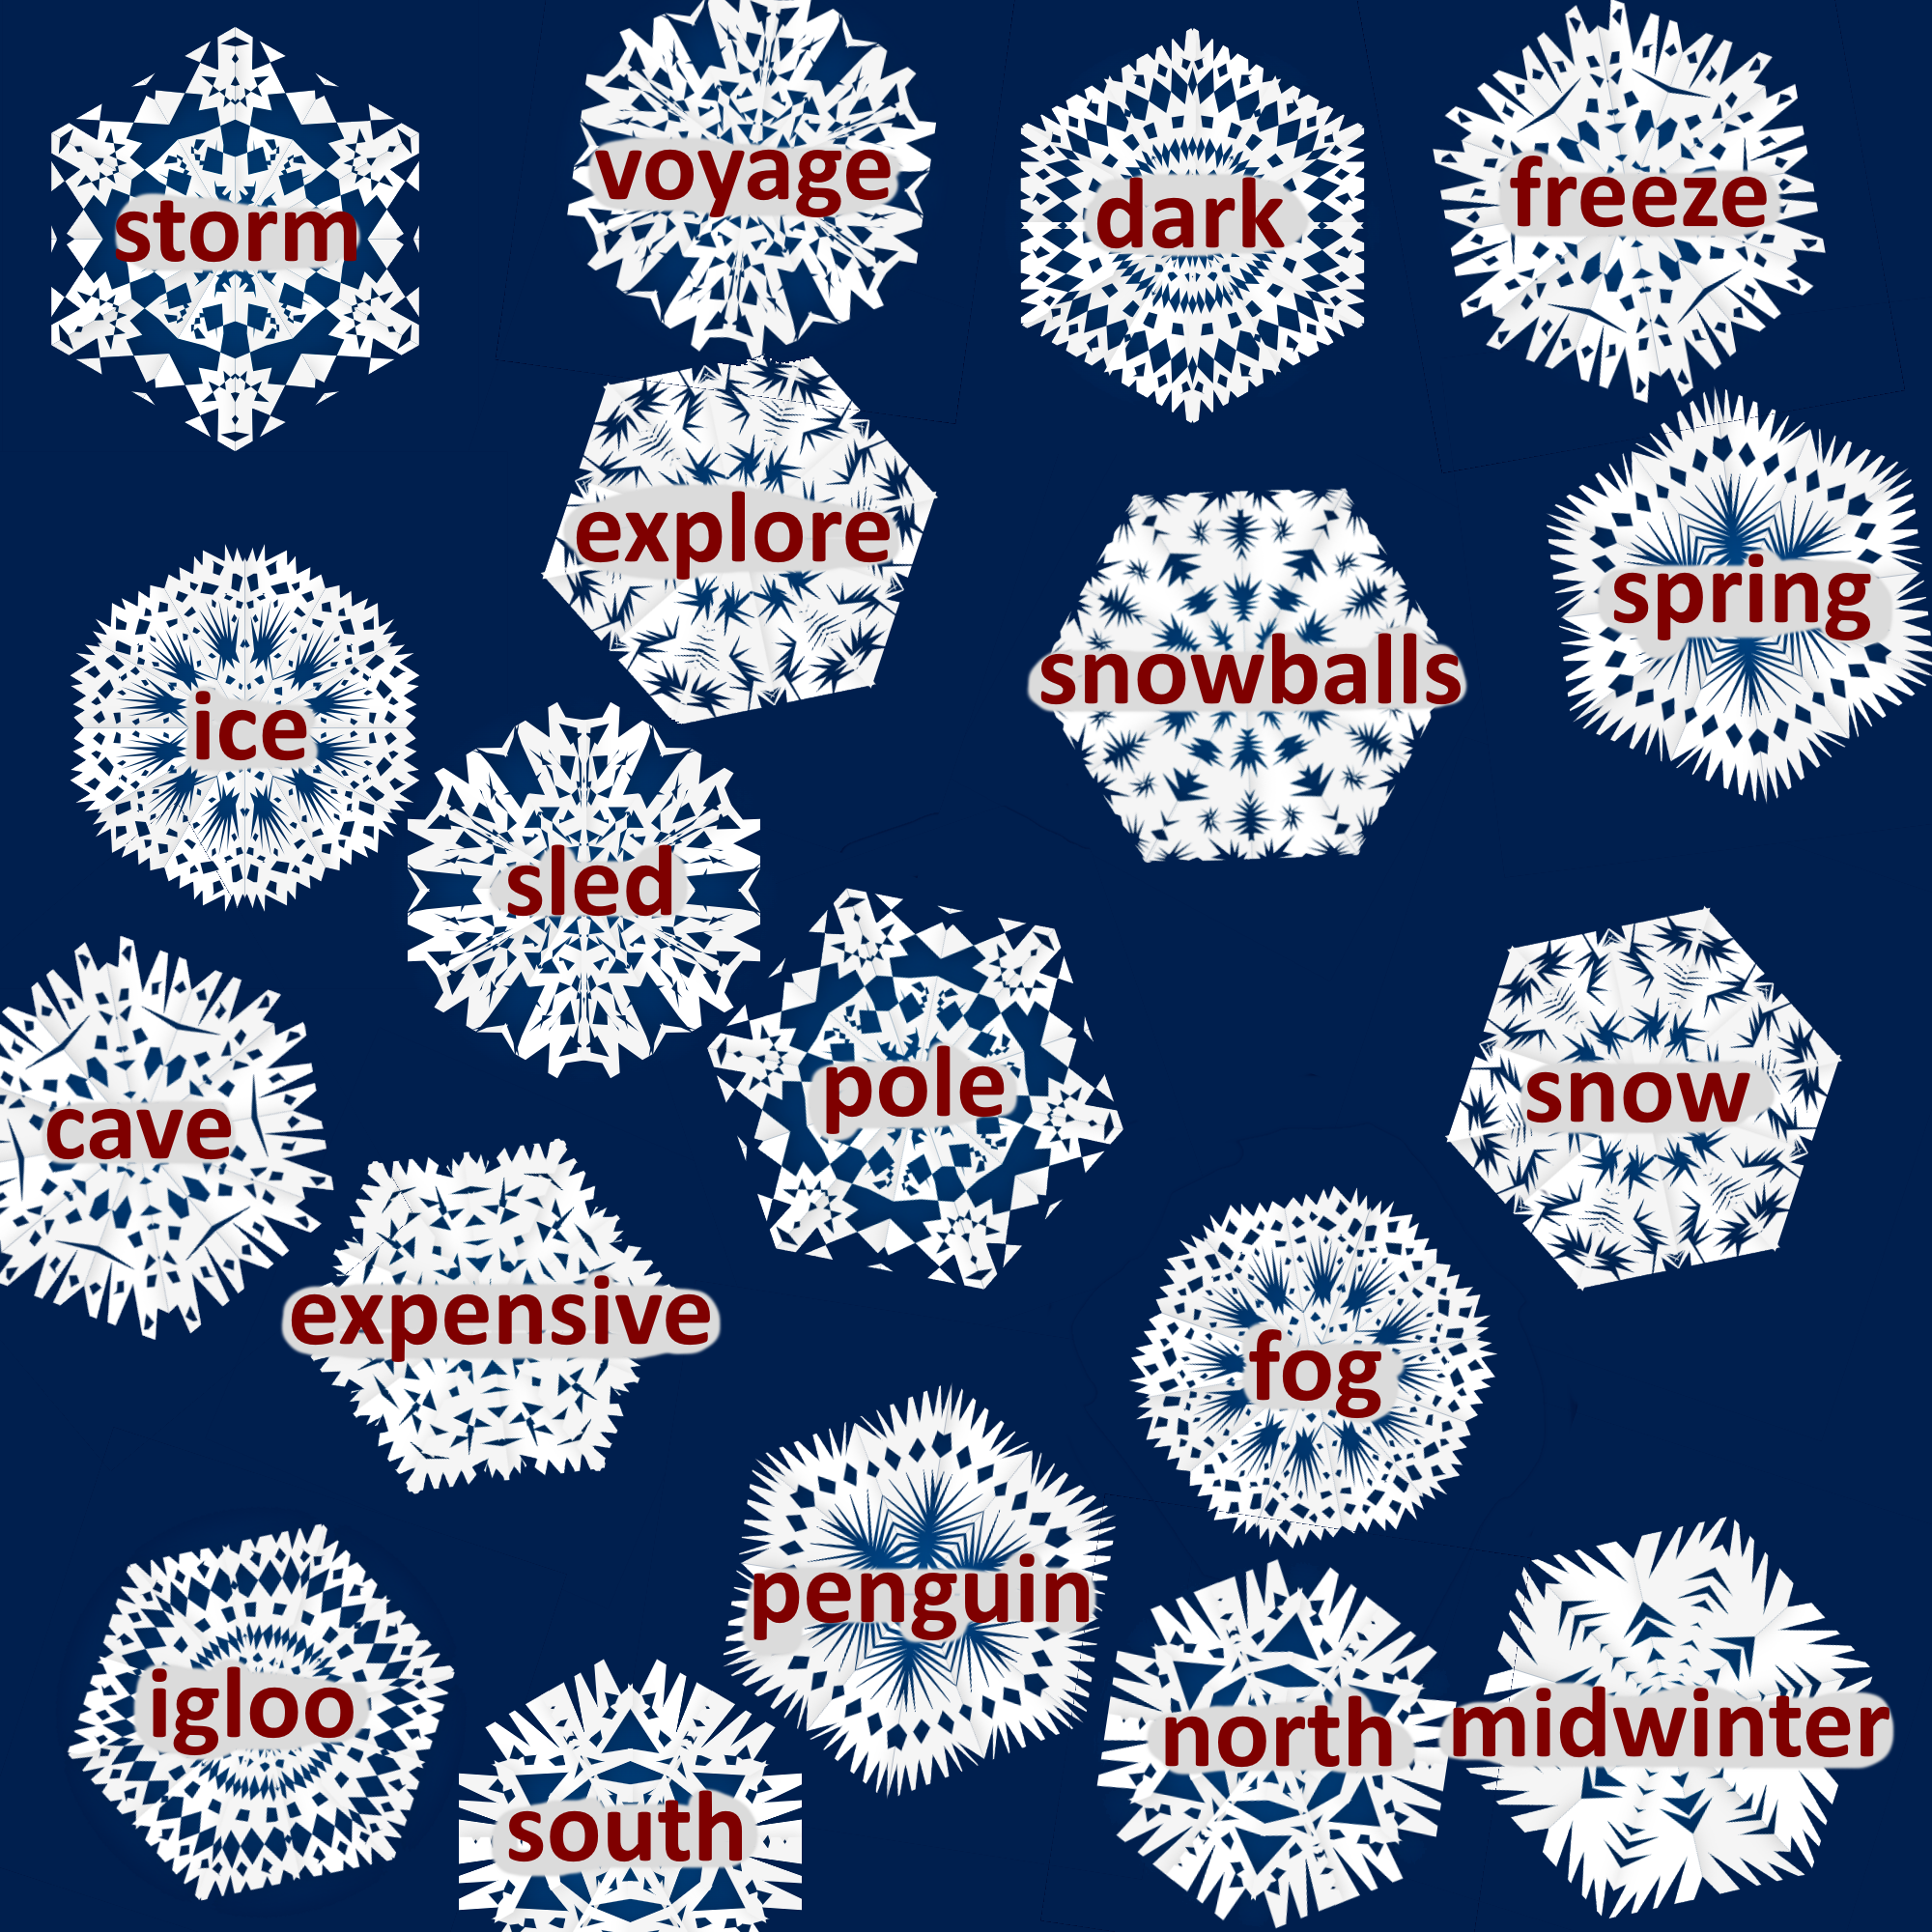 storm
voyage
dark
freeze
explore
spring
snowballs
ice
sled
pole
snow
cave
expensive
fog
penguin
igloo
north
midwinter
south